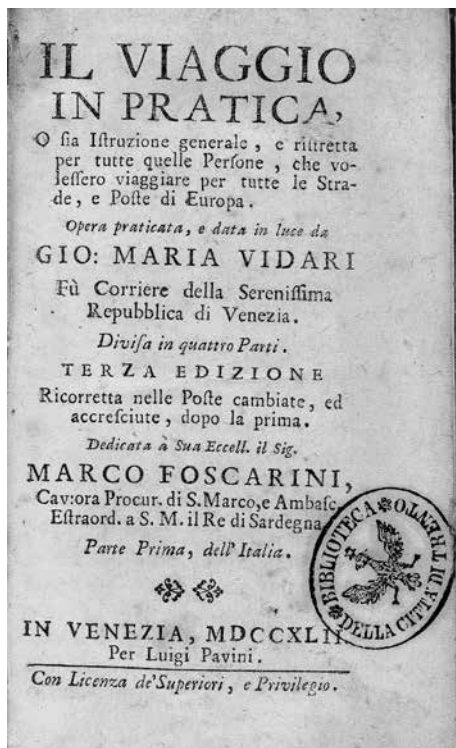 IL VIAGGIO
IN PRATICA,
O ſia Iſtruzione generale, e riſtretta
per tutte quelle Perſone, che vo-
leſſero viaggiare per tutte le Stra-
de, e Poſte di Europa.
Opera praticata, e data in luce da
GIO: MARIA VIDARI
Fù Corriere della Sereniſſima
Repubblica di Venezia.
Diviſa in quattro Parti.
TERZA EDIZIONE
Ricorretta nelle Poſte cambiate, ed
accreſciute, dopo la prima.
Dedicata à Sua Eccell. il Sig.
MARCO FOSCARINI,
Cav:ora Procur. di S. Marco, e Ambaſc.
Eſtraord. a S. M. il Re di Sardegna
Parte Prima, dell'Italia.
BIBLIOTECA
DELLA CITTÀ DI TRENTO
IN VENEZIA,
Per Luigi Pavini.
Con Licenza de'Superiori, e Privilegio.